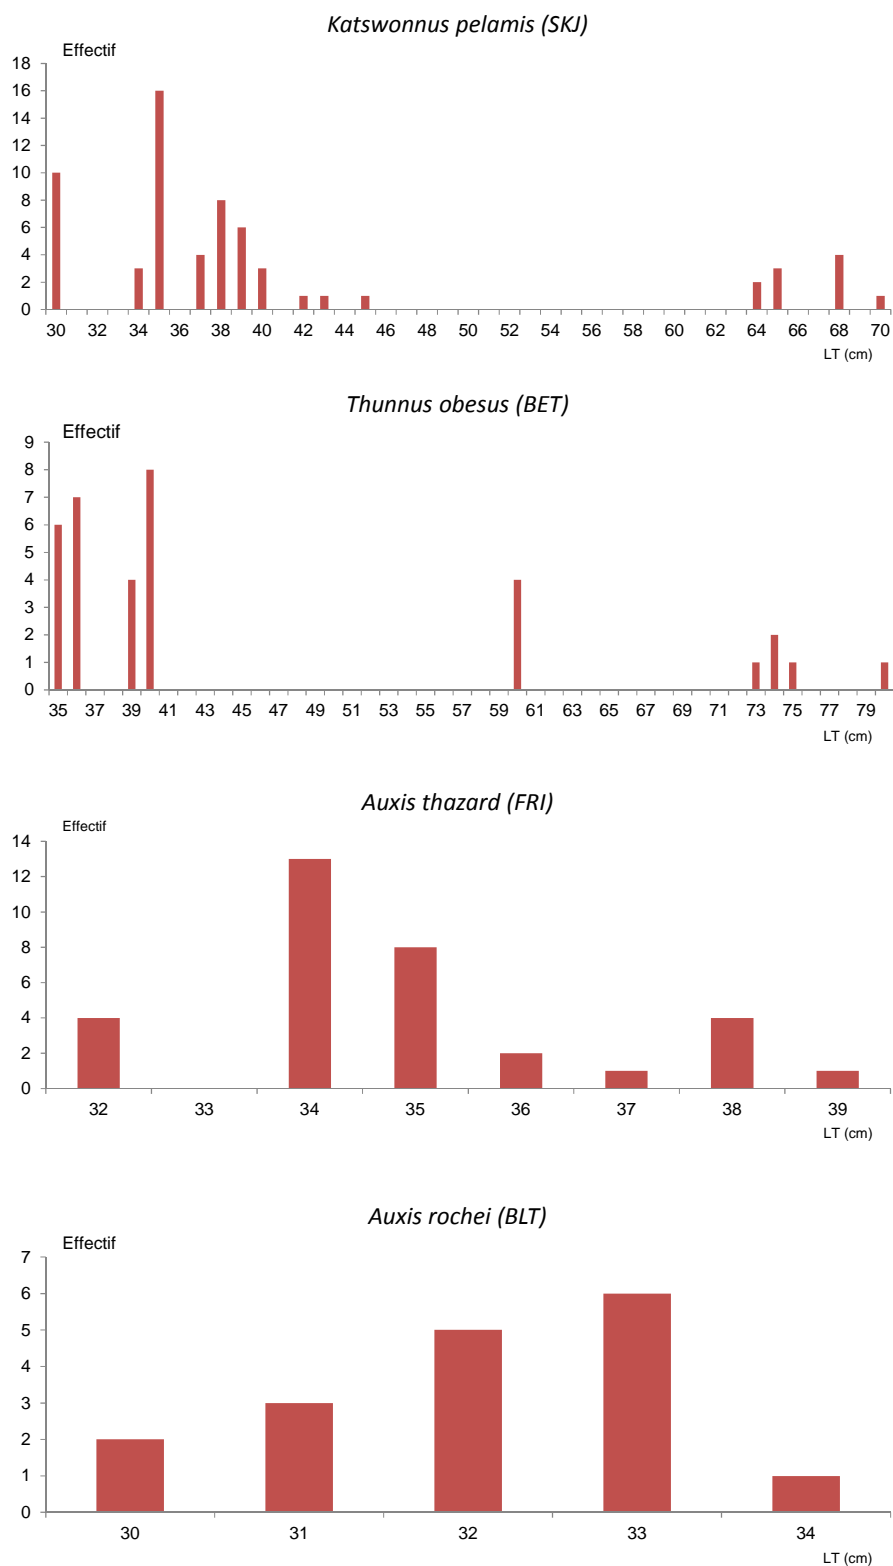 Katswonnus pelamis (SKJ)
Effectif
18
16
14
12
10
8
6
4
2
0
30 32 34 36 38 40 42 44 46 48 50 52 54 56 58 60 62 64 66 68 70
LT (cm)
Thunnus obesus (BET)
Effectif
9
8
7
6
5
4
3
2
1
0
35 37 39 41 43 45 47 49 51 53 55 57 59 61 63 65 67 69 71 73 75 77 79
LT (cm)
Auxis thazard (FRI)
Effectif
14
12
10
8
6
4
2
0
32 33 34 35 36 37 38 39
LT (cm)
Auxis rochei (BLT)
Effectif
7
6
5
4
3
2
1
0
30 31 32 33 34
LT (cm)